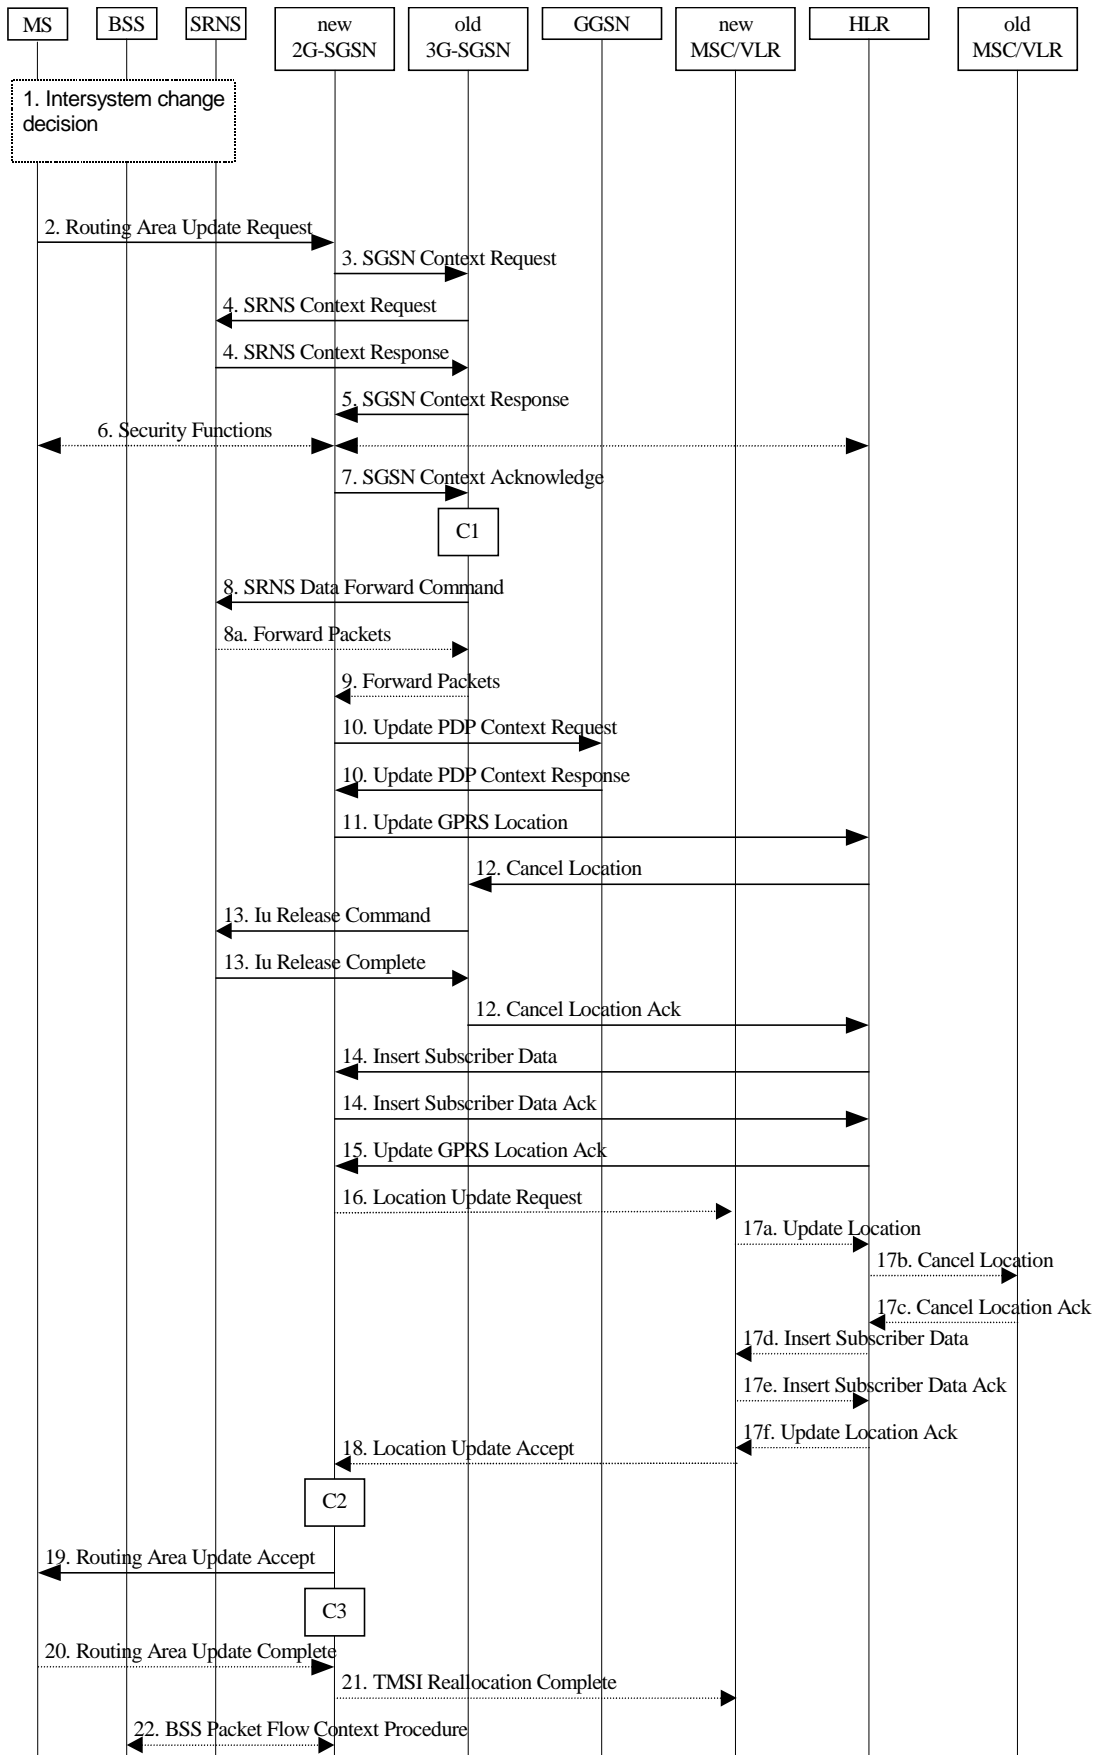 MS
BSS
SRNS
new
2G-SGSN
old
3G-SGSN
GGSN
new
MSC/VLR
HLR
old
MSC/VLR
1. Intersystem change
decision
2. Routing Area Update Request
3. SGSN Context Request
4. SRNS Context Request
4. SRNS Context Response
5. SGSN Context Response
6. Security Functions
7. SGSN Context Acknowledge
C1
8. SRNS Data Forward Command
8a. Forward Packets
9. Forward Packets
10. Update PDP Context Request
10. Update PDP Context Response
11. Update GPRS Location
12. Cancel Location
13. Iu Release Command
13. Iu Release Complete
12. Cancel Location Ack
14. Insert Subscriber Data
14. Insert Subscriber Data Ack
15. Update GPRS Location Ack
16. Location Update Request
17a. Update Location
17b. Cancel Location
17c. Cancel Location Ack
17d. Insert Subscriber Data
17e. Insert Subscriber Data Ack
17f. Update Location Ack
18. Location Update Accept
C2
19. Routing Area Update Accept
C3
20. Routing Area Update Complete
21. TMSI Reallocation Complete
22. BSS Packet Flow Context Procedure